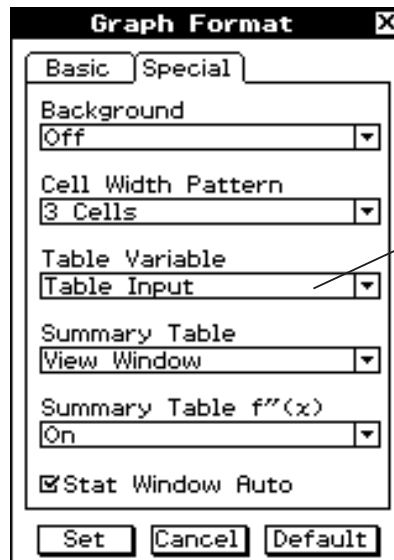 Graph Format
Basic Special
Background
Off
Cell Width Pattern
3 Cells
Table Variable
Table Input
Summary Table
View Window
Summary Table f″(x)
On
Stat Window Auto
Set Cancel Default